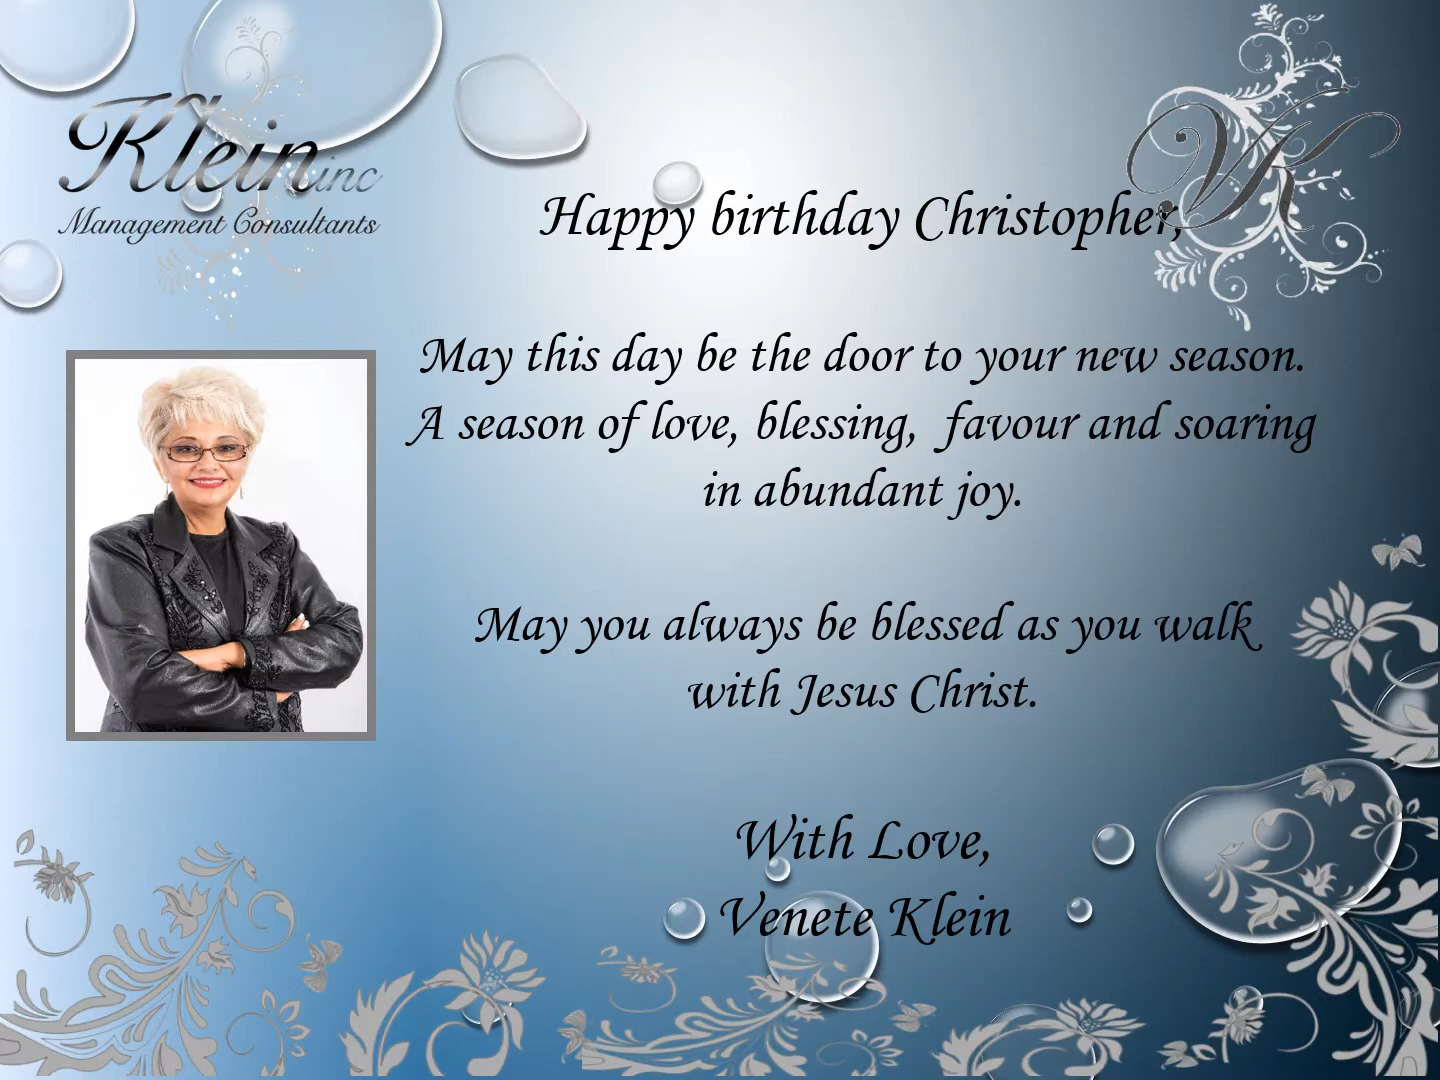 Klein inc
Management Consultants
VK
Happy birthday Christopher,
May this day be the door to your new season.
A season of love, blessing,  favour and soaring
in abundant joy.
May you always be blessed as you walk
with Jesus Christ.
With Love,
Venete Klein